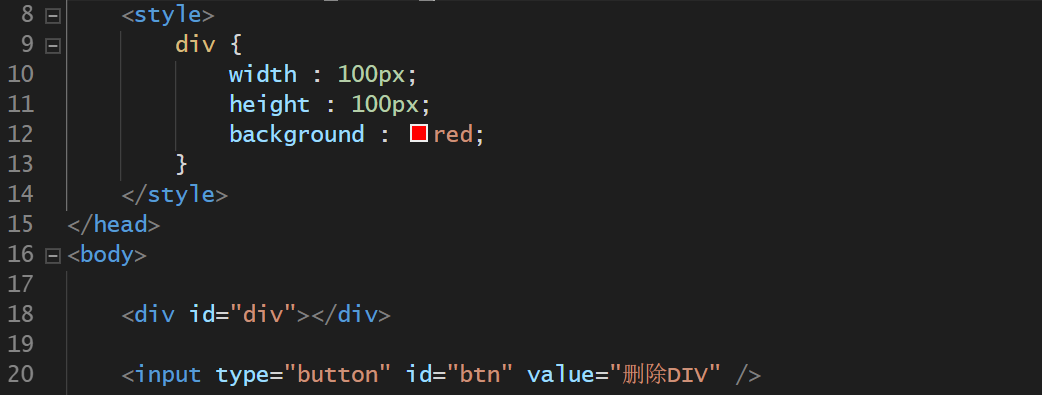 8 <style>
9 div {
10 width : 100px;
11 height : 100px;
12 background : red;
13 }
14 </style>
15 </head>
16 <body>
17
18 <div id="div"></div>
19
20 <input type="button" id="btn" value="删除DIV" />